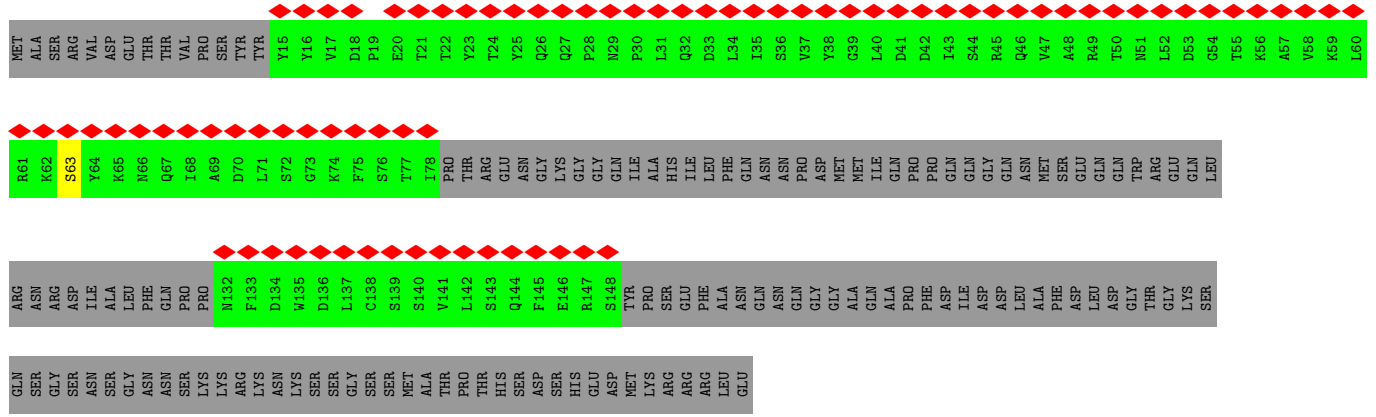 MET ALA SER ARG VAL ASP GLU THR THR VAL PRO SER TYR TYR Y15 Y16 V17 D18 P19 E20 T21 T22 Y23 T24 Y25 Q26 Q27 P28 N29 P30 L31 Q32 D33 L34 I35 S36 V37 Y38 G39 L40 D41 D42 I43 S44 R45 Q46 V47 A48 R49 T50 N51 L52 D53 G54 T55 K56 A57 V58 K59 L60
R61 K62 S63 Y64 K65 N66 Q67 I68 A69 D70 L71 S72 G73 K74 F75 S76 T77 I78 PRO THR ARG GLU ASN GLY LYS GLY GLY GLN ILE ALA HIS ILE LEU PHE GLN ASN ASN PRO ASP MET MET ILE GLN PRO PRO GLN GLN GLY GLN ASN MET SER GLU GLN GLN TRP ARG GLU GLN LEU
ARG ASN ARG ASP ILE ALA LEU PHE GLN PRO PRO N132 F133 D134 W135 D136 L137 C138 S139 S140 V141 L142 S143 Q144 F145 E146 R147 S148 TYR PRO SER GLU PHE ALA ASN GLN ASN GLN GLY GLY ALA GLN ALA PRO PHE ASP ILE ASP ASP LEU ALA PHE ASP LEU ASP GLY THR GLY LYS SER
GLN SER GLY SER ASN SER GLY ASN ASN SER LYS LYS ARG LYS ASN LYS SER SER GLY SER SER MET ALA THR PRO THR HIS SER ASP SER HIS GLU ASP MET LYS ARG ARG ARG LEU GLU